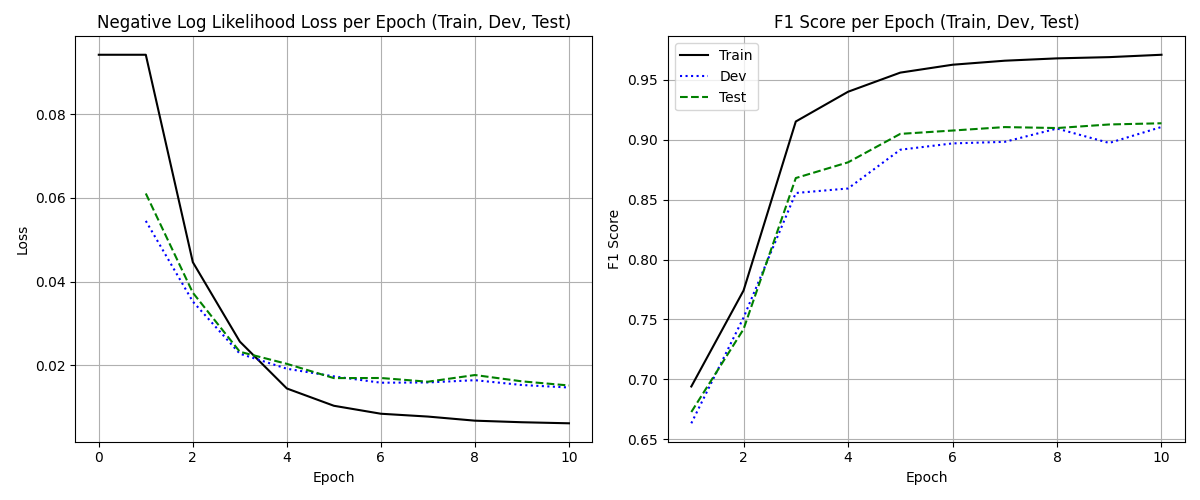 Negative Log Likelihood Loss per Epoch (Train, Dev, Test)
Loss
0.08
0.06
0.04
0.02
0 2 4 6 8 10
Epoch
F1 Score per Epoch (Train, Dev, Test)
Train
Dev
Test
F1 Score
0.95
0.90
0.85
0.80
0.75
0.70
0.65
2 4 6 8 10
Epoch